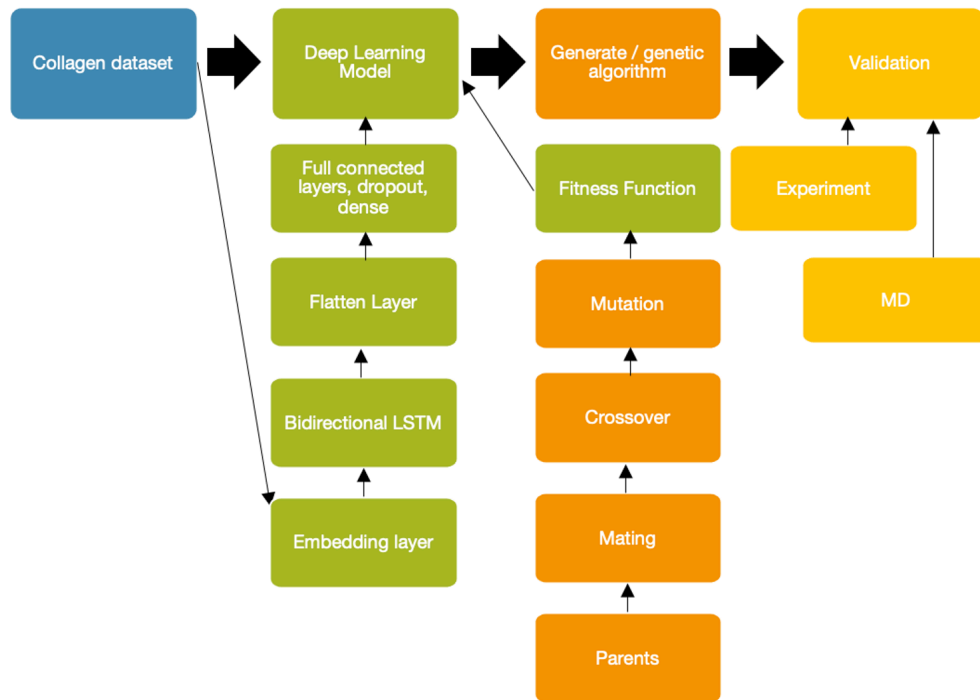 Collagen dataset
Deep Learning
Model
Generate / genetic
algorithm
Validation
Full connected
layers, dropout,
dense
Fitness Function
Experiment
Flatten Layer
Mutation
MD
Bidirectional LSTM
Crossover
Embedding layer
Mating
Parents